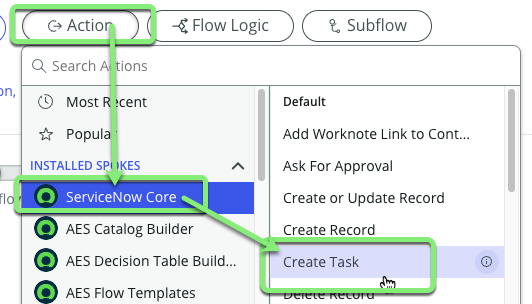 Action
Flow Logic
Subflow
Search Actions
on,
Most Recent
Popular
INSTALLED SPOKES
flow
ServiceNow Core
AES Catalog Builder
AES Decision Table Build...
AES Flow Templates
Default
Add Worknote Link to Cont...
Ask For Approval
Create or Update Record
Create Record
Create Task
Delete Record